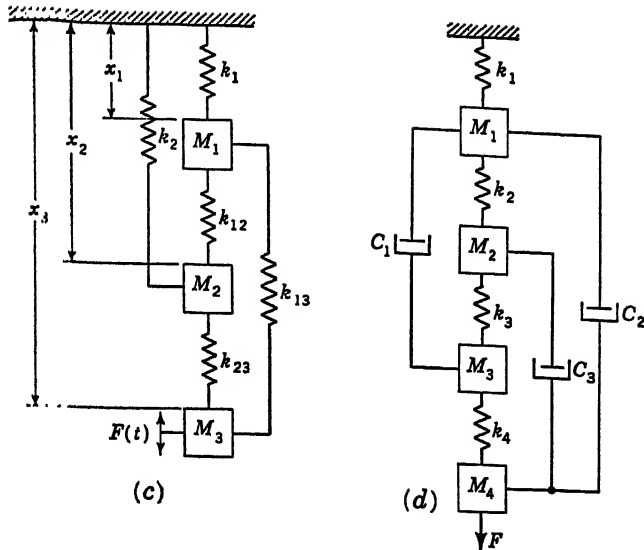 x₁
k₁
x₂
k₂
M₁
x₃
k₁₂
M₂
k₁₃
k₂₃
F(t)
M₃
(c)
k₁
M₁
k₂
C₁
M₂
C₂
k₃
M₃
C₃
k₄
M₄
(d)
F